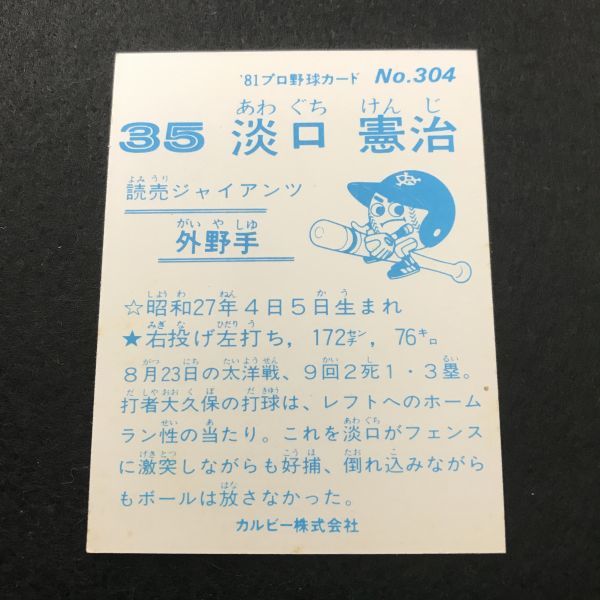 '81プロ野球カード No.304
あわ ぐち けん じ
35 淡口 憲治
よみ うり
読売ジャイアンツ
がい や しゅ
外野手
しょう わ ねん かう
☆昭和27年4日5日生まれ
みぎ な ひだり う
★右投げ左打ち，172センチ，76キロ
がつ にち たい よう せん かい し るい
8月23日の太洋戦、9回2死1・3塁。
だ しゃ おお く ぼ だ きゅう
打者大久保の打球は、レフトへのホーム
せい あ あわ ぐち
ラン性の当たり。これを淡口がフェンス
げき とつ こう ほ たお こ
に激突しながらも好捕、倒れ込みながら
はな
もボールは放さなかった。
カルビー株式会社